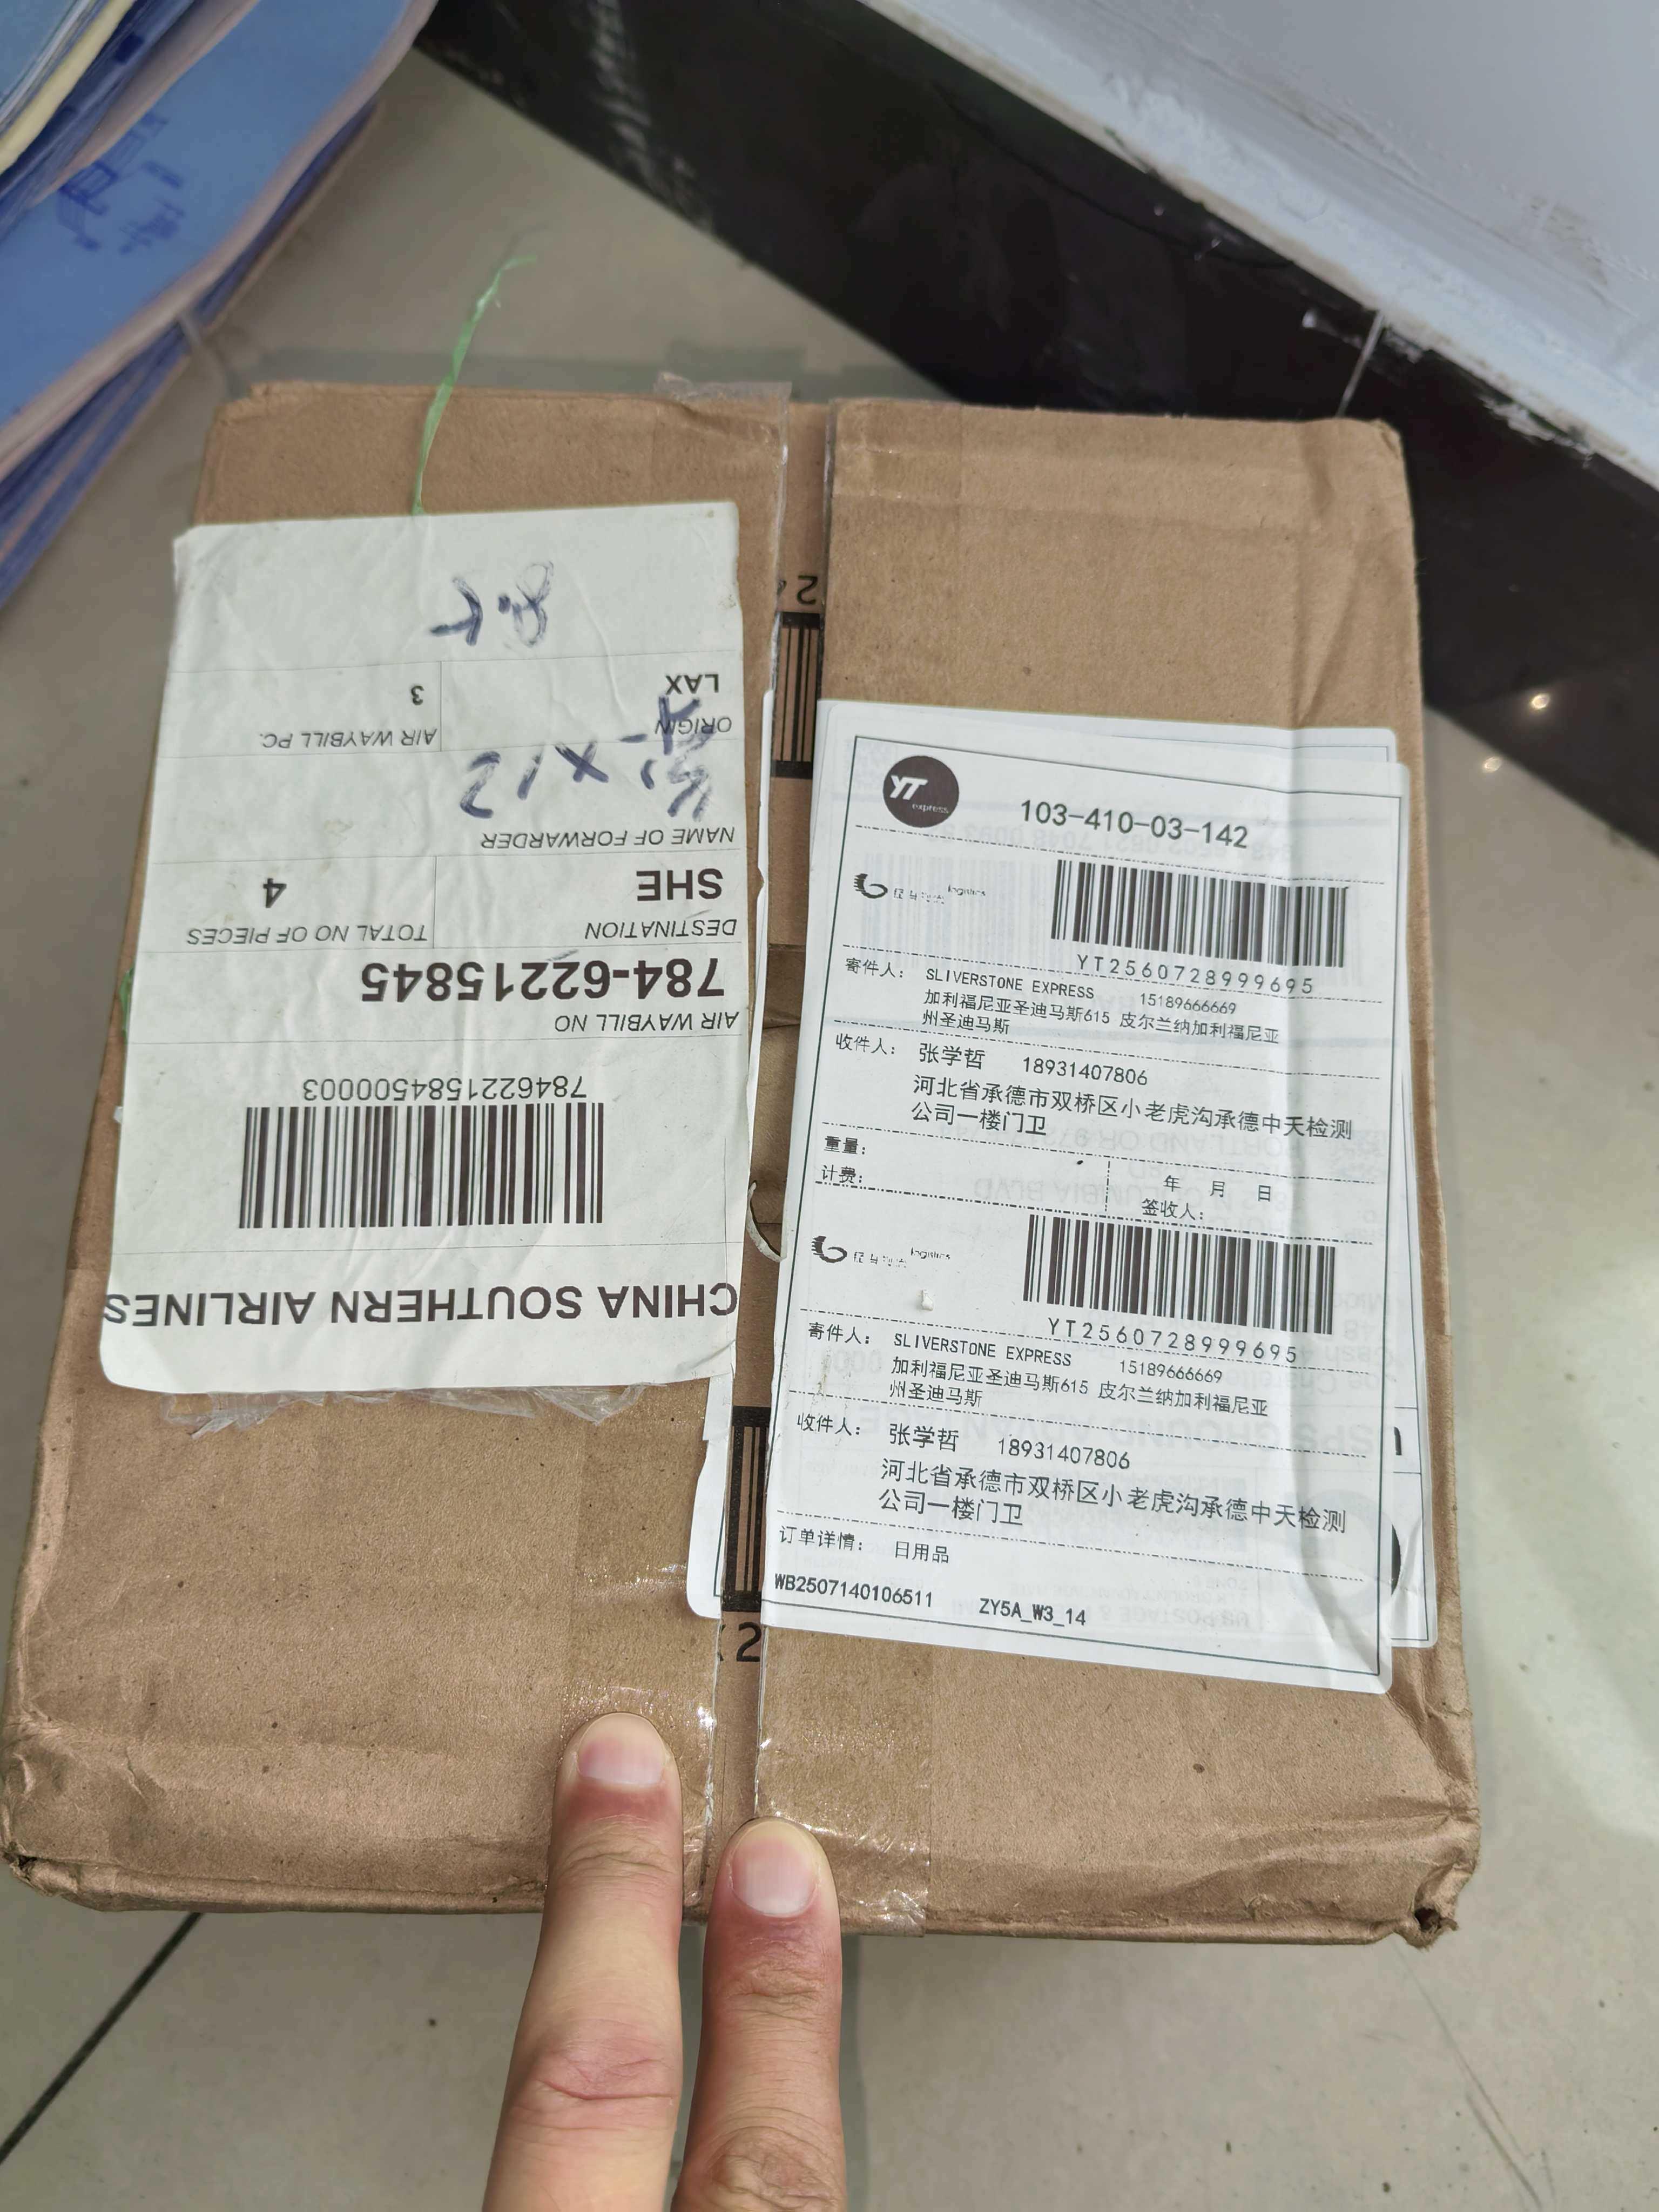 CHINA SOUTHERN AIRLINES
7846221584500003
AIR WAYBILL NO
784-62215845
DESTINATION
SHE
TOTAL NO OF PIECES
4
NAME OF FORWARDER
X12
ORIGIN
LAX
AIR WAYBILL PC.
3
YT
express
103-410-03-142
logistics
YT2560728999695
寄件人: SLIVERSTONE EXPRESS 15189666669
加利福尼亚圣迪马斯615 皮尔兰纳加利福尼亚
州圣迪马斯
收件人: 张学哲 18931407806
河北省承德市双桥区小老虎沟承德中天检测
公司一楼门卫
重量:
计费:
年 月 日
签收人:
logistics
YT2560728999695
寄件人: SLIVERSTONE EXPRESS 15189666669
加利福尼亚圣迪马斯615 皮尔兰纳加利福尼亚
州圣迪马斯
收件人: 张学哲 18931407806
河北省承德市双桥区小老虎沟承德中天检测
公司一楼门卫
订单详情: 日用品
WB2507140106511 ZY5A_W3_14